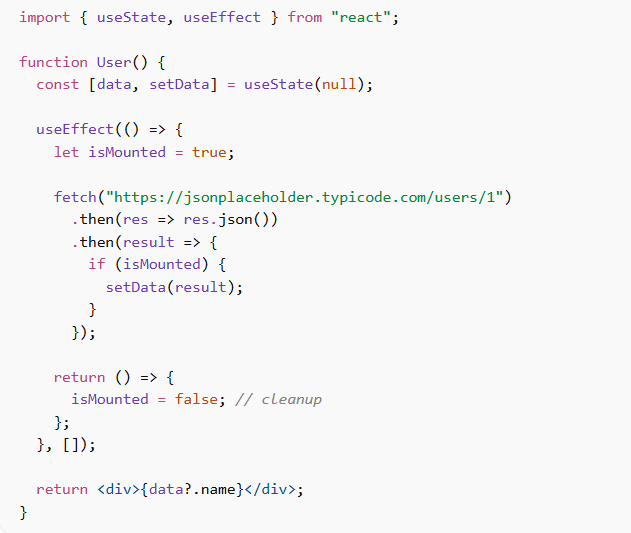 import { useState, useEffect } from "react";

function User() {
  const [data, setData] = useState(null);

  useEffect(() => {
    let isMounted = true;

    fetch("https://jsonplaceholder.typicode.com/users/1")
      .then(res => res.json())
      .then(result => {
        if (isMounted) {
          setData(result);
        }
      });

    return () => {
      isMounted = false; // cleanup
    };
  }, []);

  return <div>{data?.name}</div>;
}